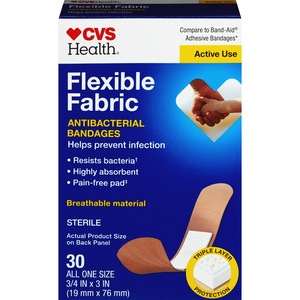 CVS
Health.
Compare to Band-Aid®
Adhesive Bandages*
Active Use
Flexible
Fabric
ANTIBACTERIAL
BANDAGES
Helps prevent infection
• Resists bacteria†
• Highly absorbent
• Pain-free pad‡
Breathable material
STERILE
Actual Product Size
on Back Panel
30
ALL ONE SIZE
3/4 IN x 3 IN
(19 mm x 76 mm)
TRIPLE LAYER
PROTECTION